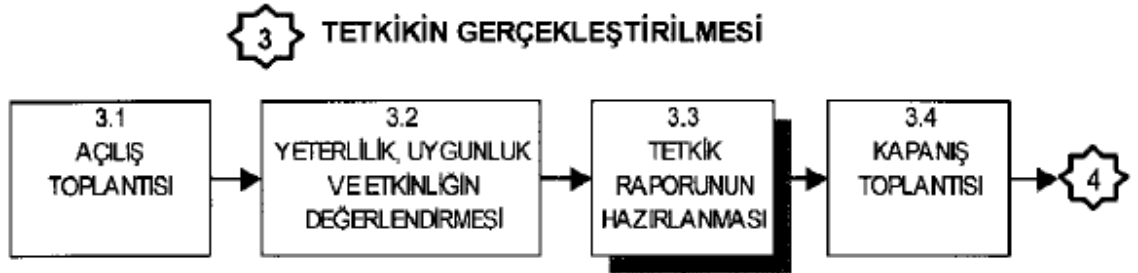 3 TETKİKİN GERÇEKLEŞTİRİLMESİ
3.1
AÇILIŞ
TOPLANTISI
3.2
YETERLİLİK, UYGUNLUK
VE ETKİNLİĞİN
DEĞERLENDİRMESİ
3.3
TETKİK
RAPORUNUN
HAZIRLANMASI
3.4
KAPANIŞ
TOPLANTISI
4